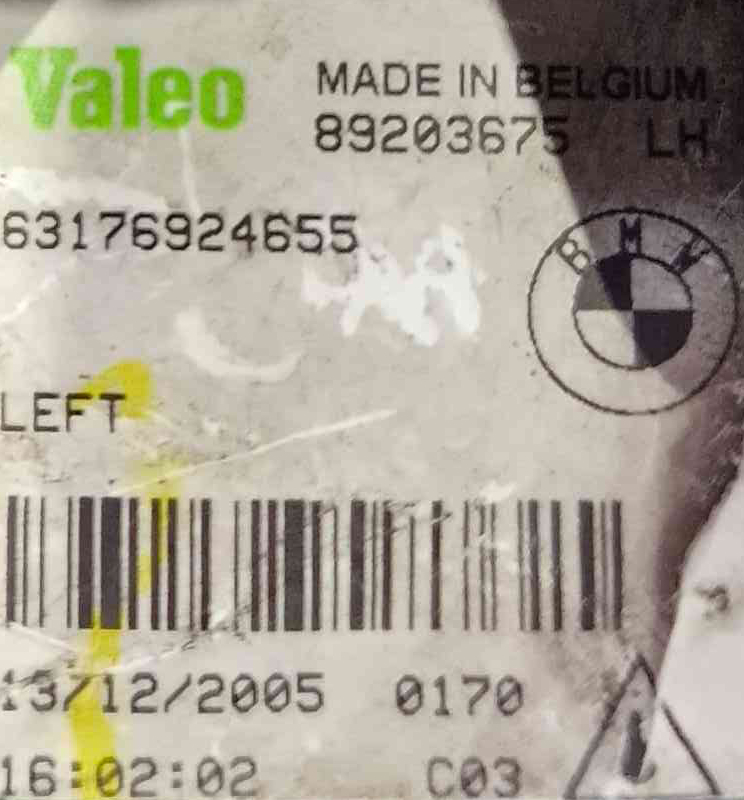 Valeo
MADE IN BELGIUM
89203675 LH
63176924655
BMW
LEFT
13/12/2005 0170
16:02:02 C03